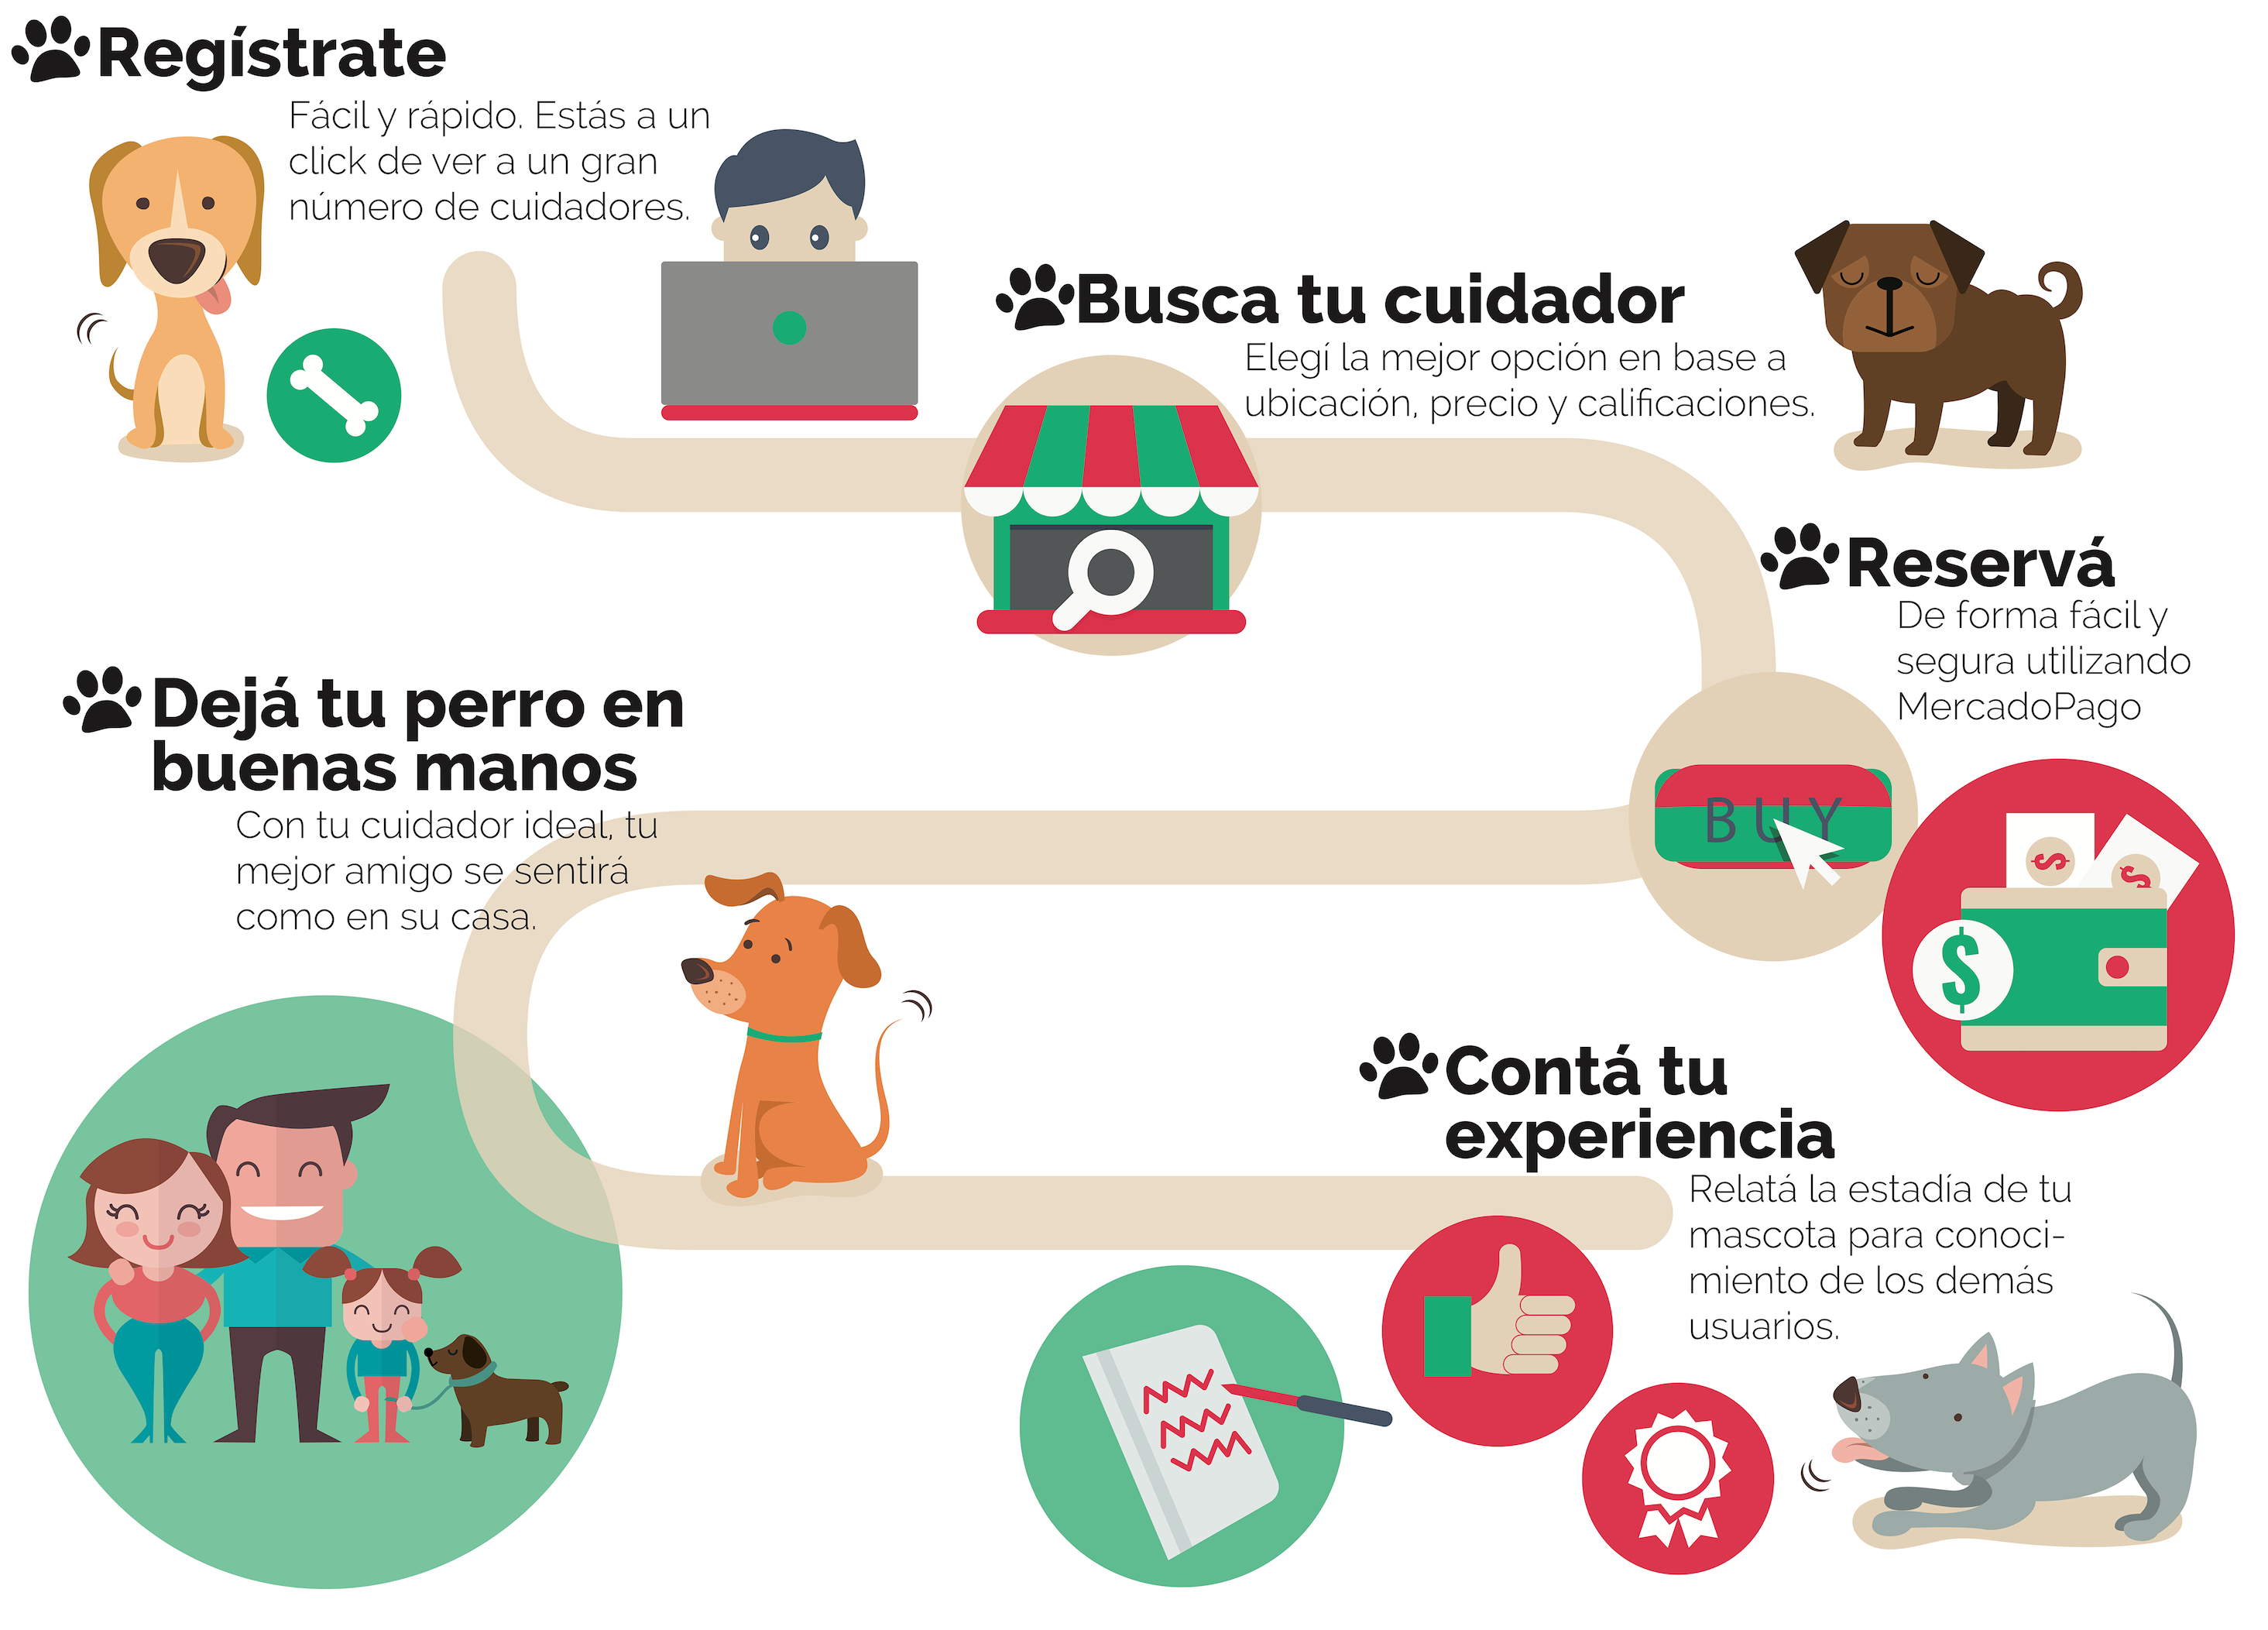 Regístrate
Fácil y rápido. Estás a un
click de ver a un gran
número de cuidadores.
Busca tu cuidador
Elegí la mejor opción en base a
ubicación, precio y calificaciones.
Reservá
De forma fácil y
segura utilizando
MercadoPago
BUY
$
$
$
Dejá tu perro en
buenas manos
Con tu cuidador ideal, tu
mejor amigo se sentirá
como en su casa.
Contá tu
experiencia
Relatá la estadía de tu
mascota para conoci-
miento de los demás
usuarios.